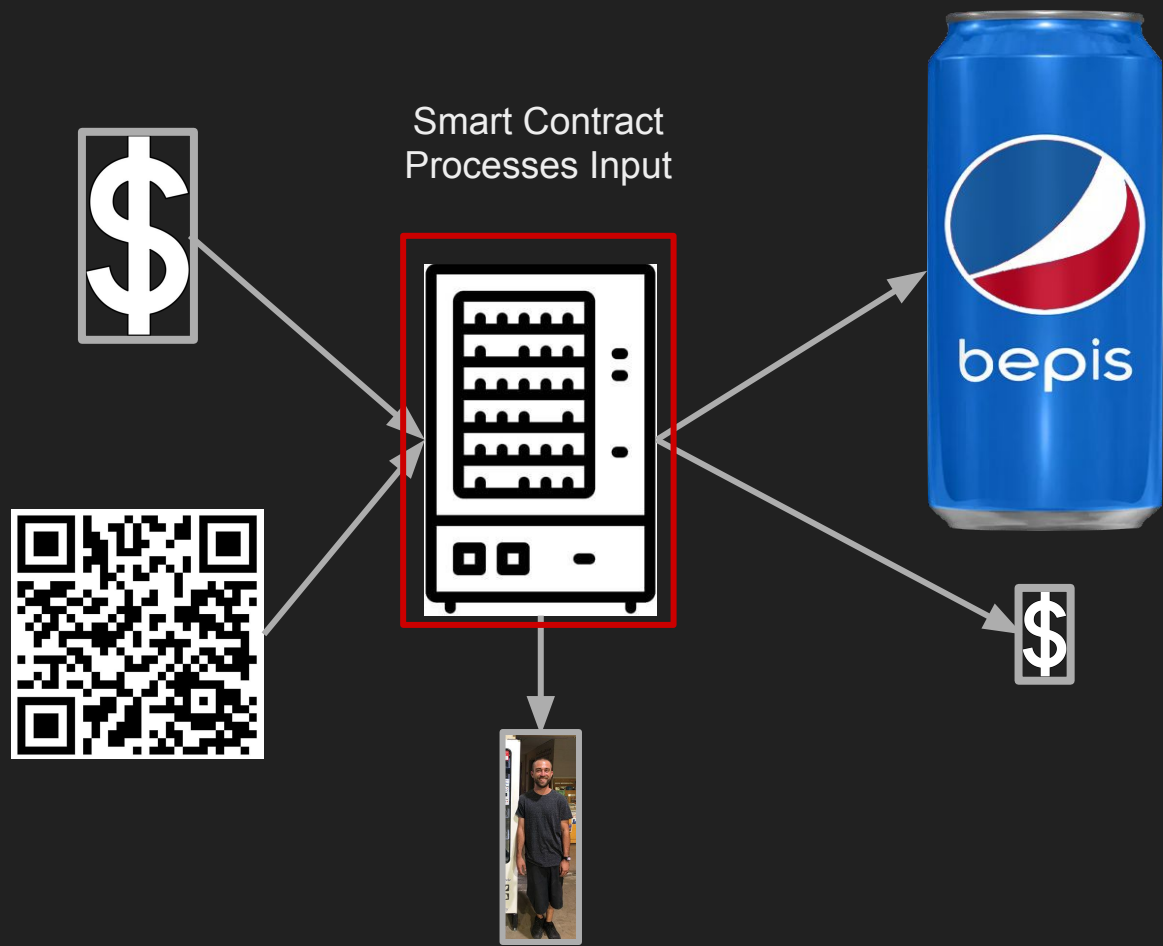 Smart Contract
Processes Input
$
bepis
$